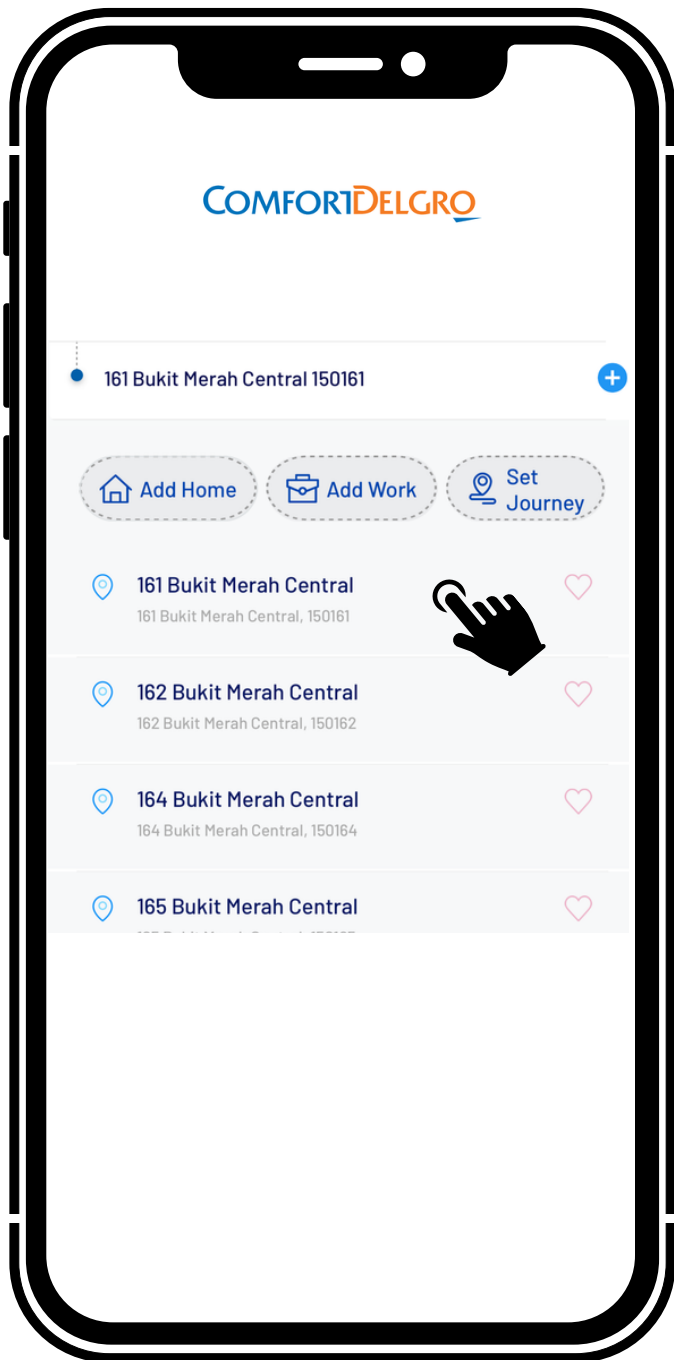 COMFORTDELGRO
161 Bukit Merah Central 150161
Add Home
Add Work
Set
Journey
161 Bukit Merah Central
161 Bukit Merah Central, 150161
162 Bukit Merah Central
162 Bukit Merah Central, 150162
164 Bukit Merah Central
164 Bukit Merah Central, 150164
165 Bukit Merah Central